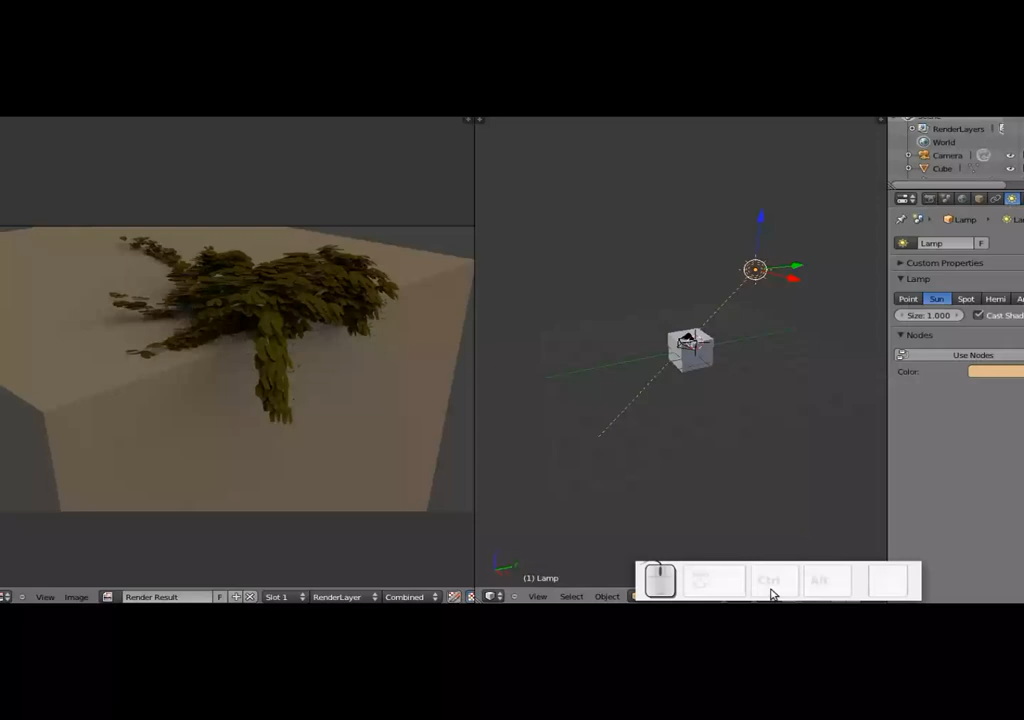 RenderLayers
World
Camera
Cube
Lamp
Lamp F
Custom Properties
Lamp
Point Sun Spot Hemi
Size: 1.000 Cast Shad
Nodes
Use Nodes
Color:
(1) Lamp
Ctrl Alt
View Image Render Result F Slot 1 RenderLayer Combined
View Select Object